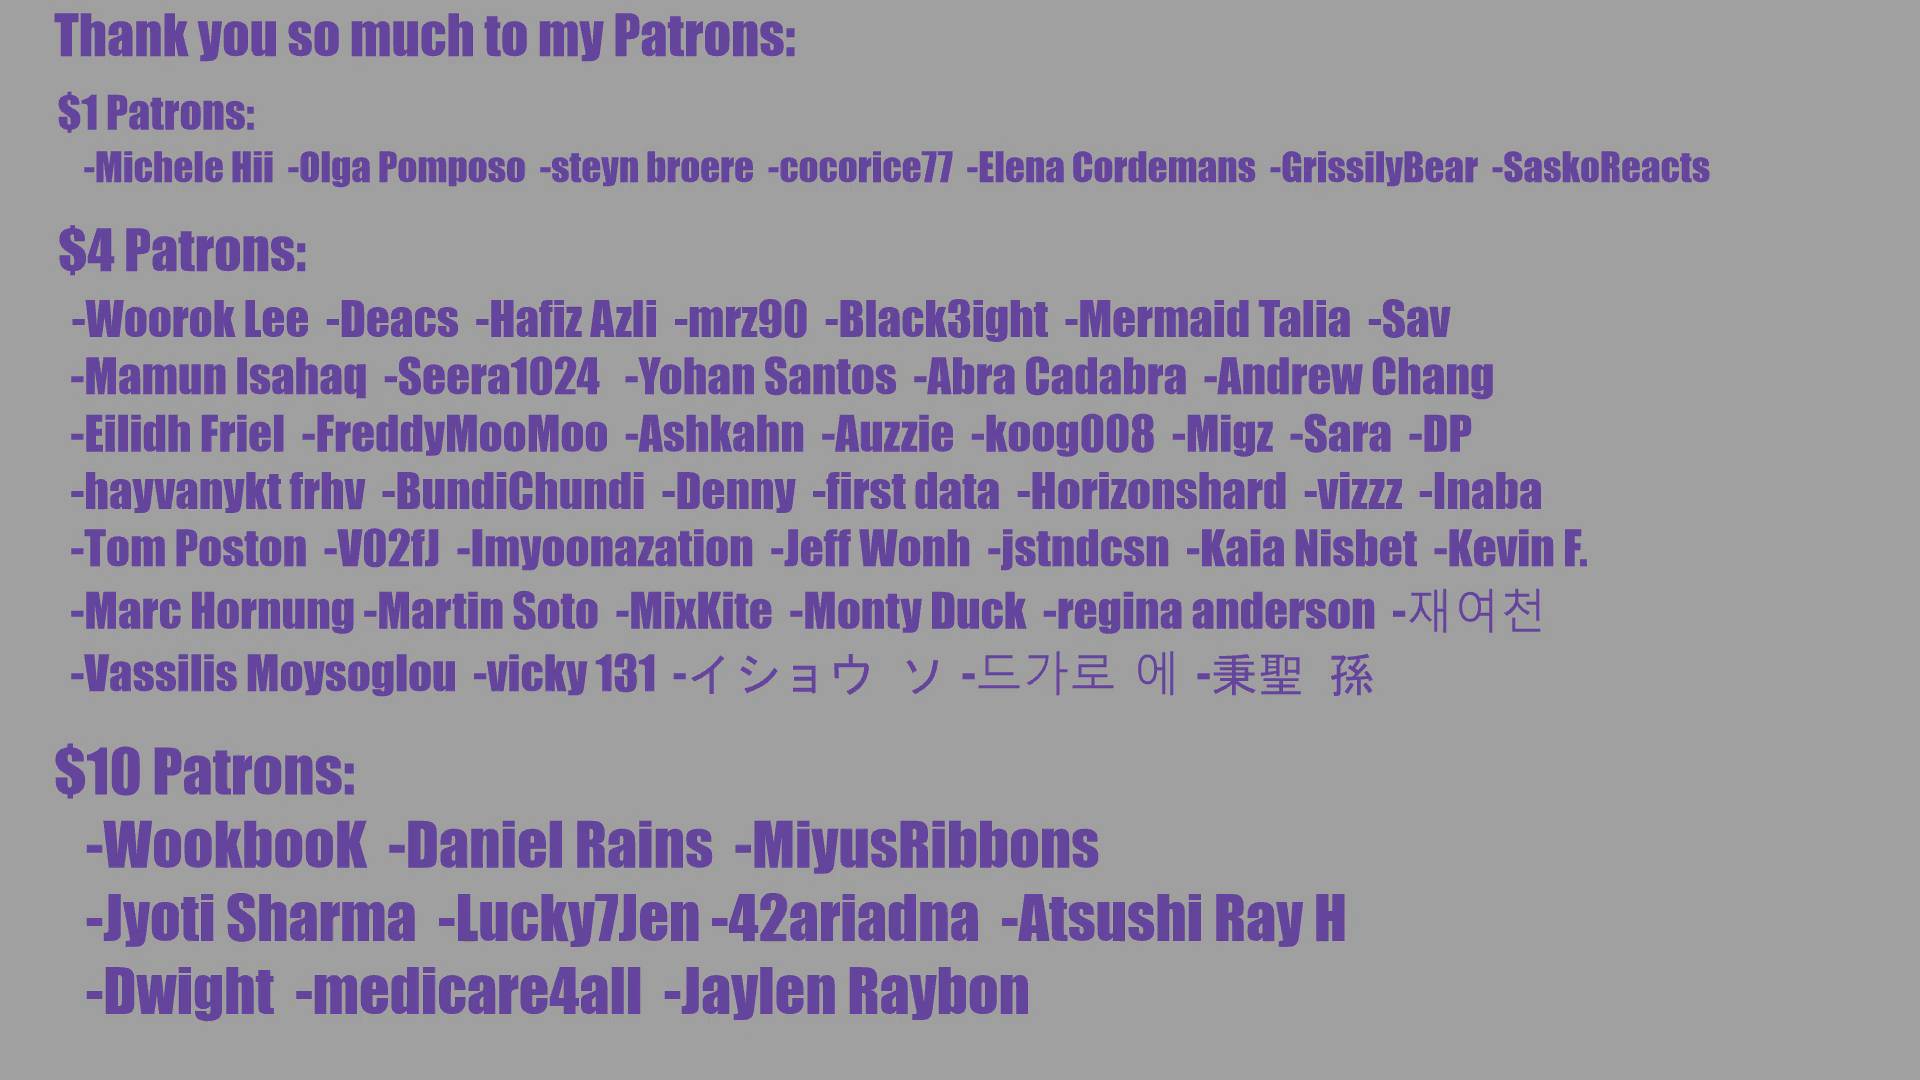 Thank you so much to my Patrons:
$1 Patrons:
-Michele Hii -Olga Pomposo -steyn broere -cocorice77 -Elena Cordemans -GrissilyBear -SaskoReacts
$4 Patrons:
-Woorok Lee -Deacs -Hafiz Azli -mrz90 -Black3ight -Mermaid Talia -Sav
-Mamun Isahaq -Seera1024 -Yohan Santos -Abra Cadabra -Andrew Chang
-Eilidh Friel -FreddyMooMoo -Ashkahn -Auzzie -koog008 -Migz -Sara -DP
-hayvanykt frhv -BundiChundi -Denny -first data -Horizonshard -vizzz -Inaba
-Tom Poston -V02fJ -Imyoonazation -Jeff Wonh -jstndcsn -Kaia Nisbet -Kevin F.
-Marc Hornung -Martin Soto -MixKite -Monty Duck -regina anderson -재여천
-Vassilis Moysoglou -vicky 131 -イショウ ソ -드가로 에 -秉聖 孫
$10 Patrons:
-WookbooK -Daniel Rains -MiyusRibbons
-Jyoti Sharma -Lucky7Jen -42ariadna -Atsushi Ray H
-Dwight -medicare4all -Jaylen Raybon